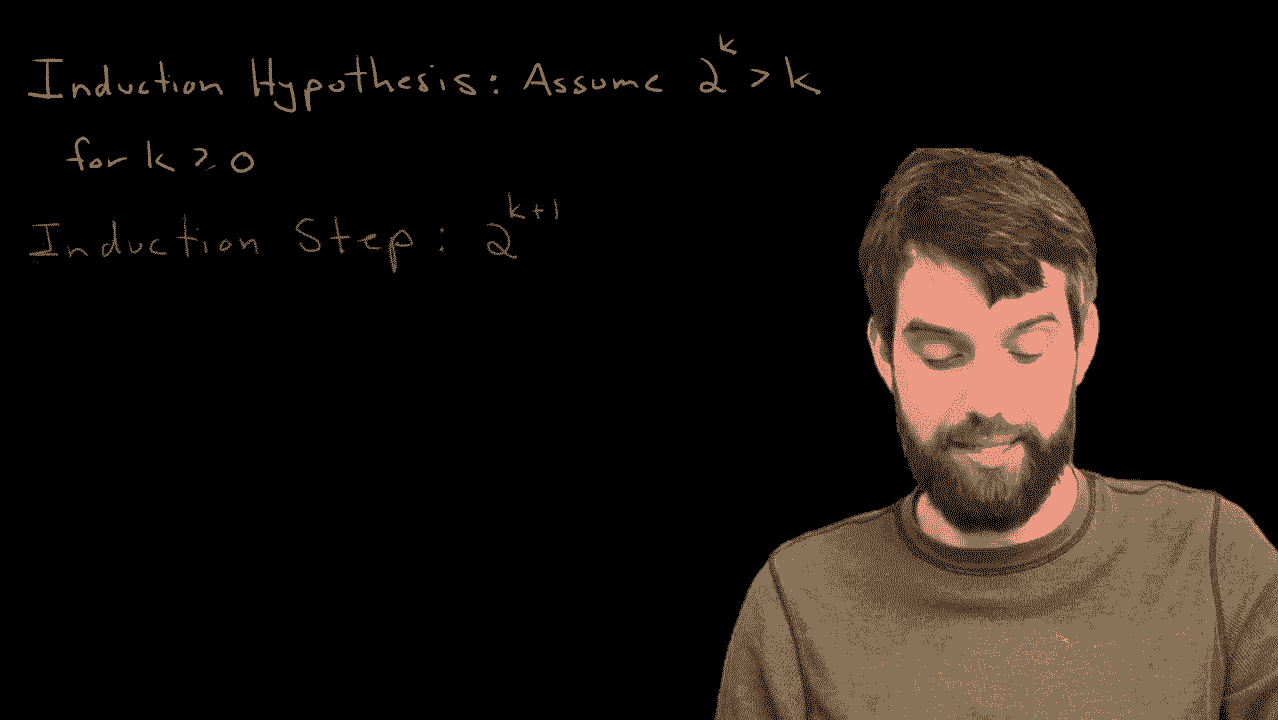 Induction Hypothesis: Assume 2^k > k
for k ≥ 0
Induction Step: 2^{k+1}